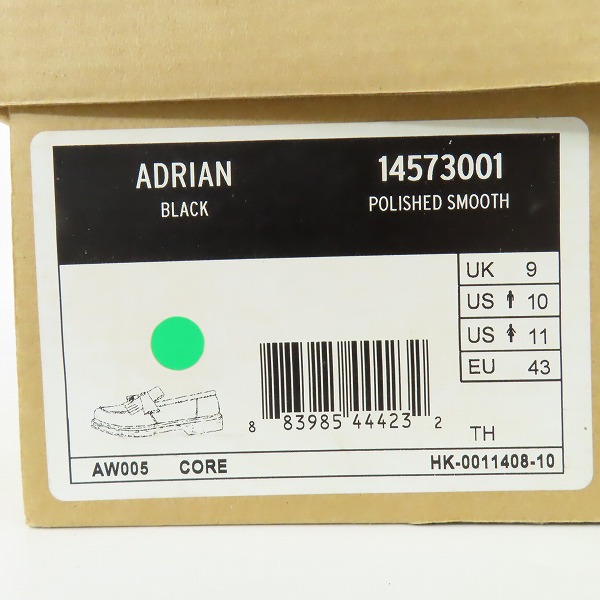 ADRIAN 14573001
BLACK POLISHED SMOOTH
UK 9
US 10
US 11
EU 43
8 83985 44423 2
TH
AW005 CORE HK-0011408-10